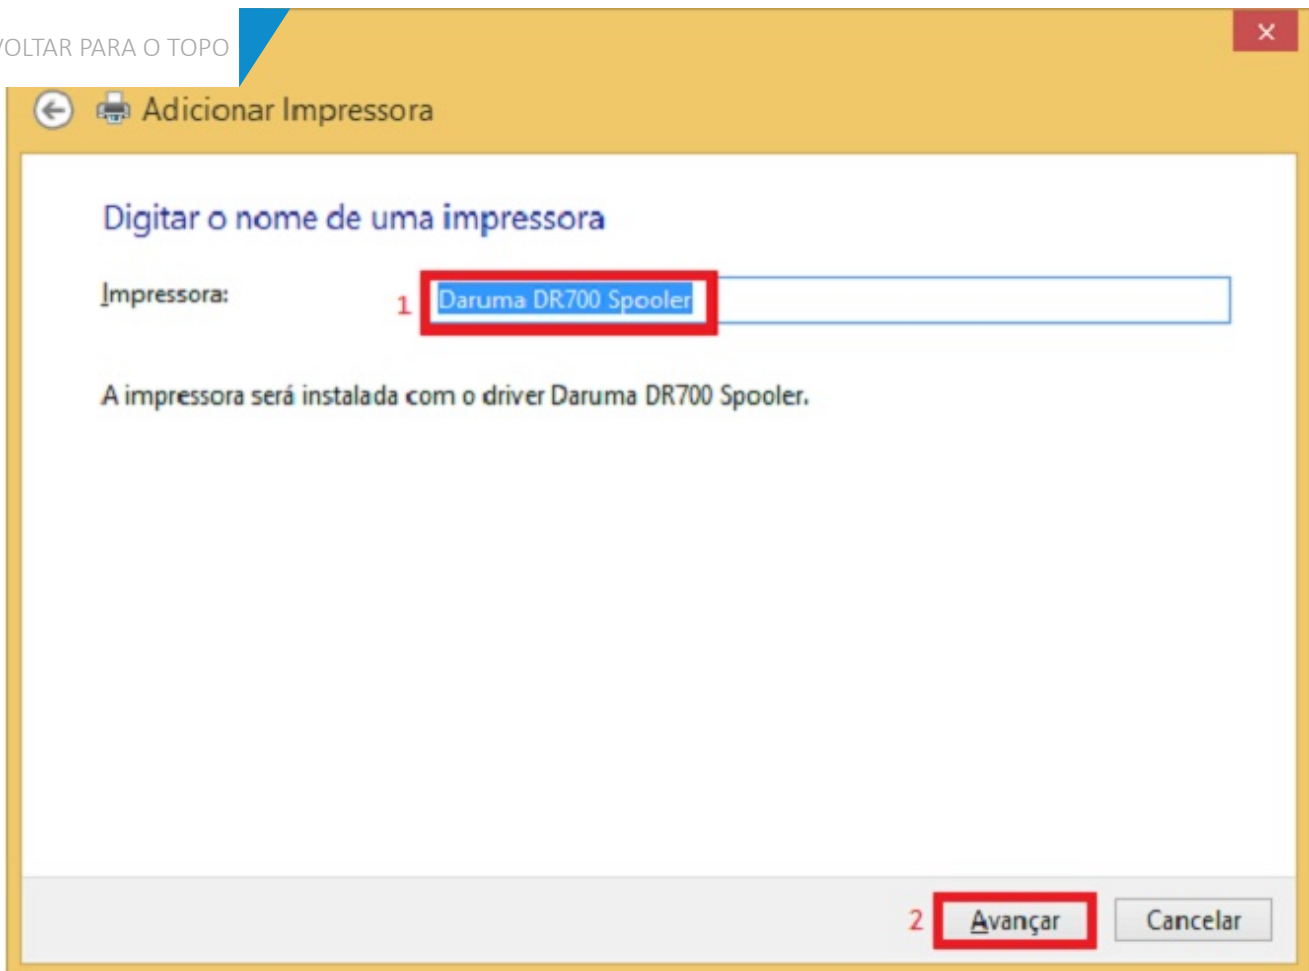 VOLTAR PARA O TOPO
Adicionar Impressora
Digitar o nome de uma impressora
Impressora:
1
Daruma DR700 Spooler
A impressora será instalada com o driver Daruma DR700 Spooler.
2
Avançar
Cancelar